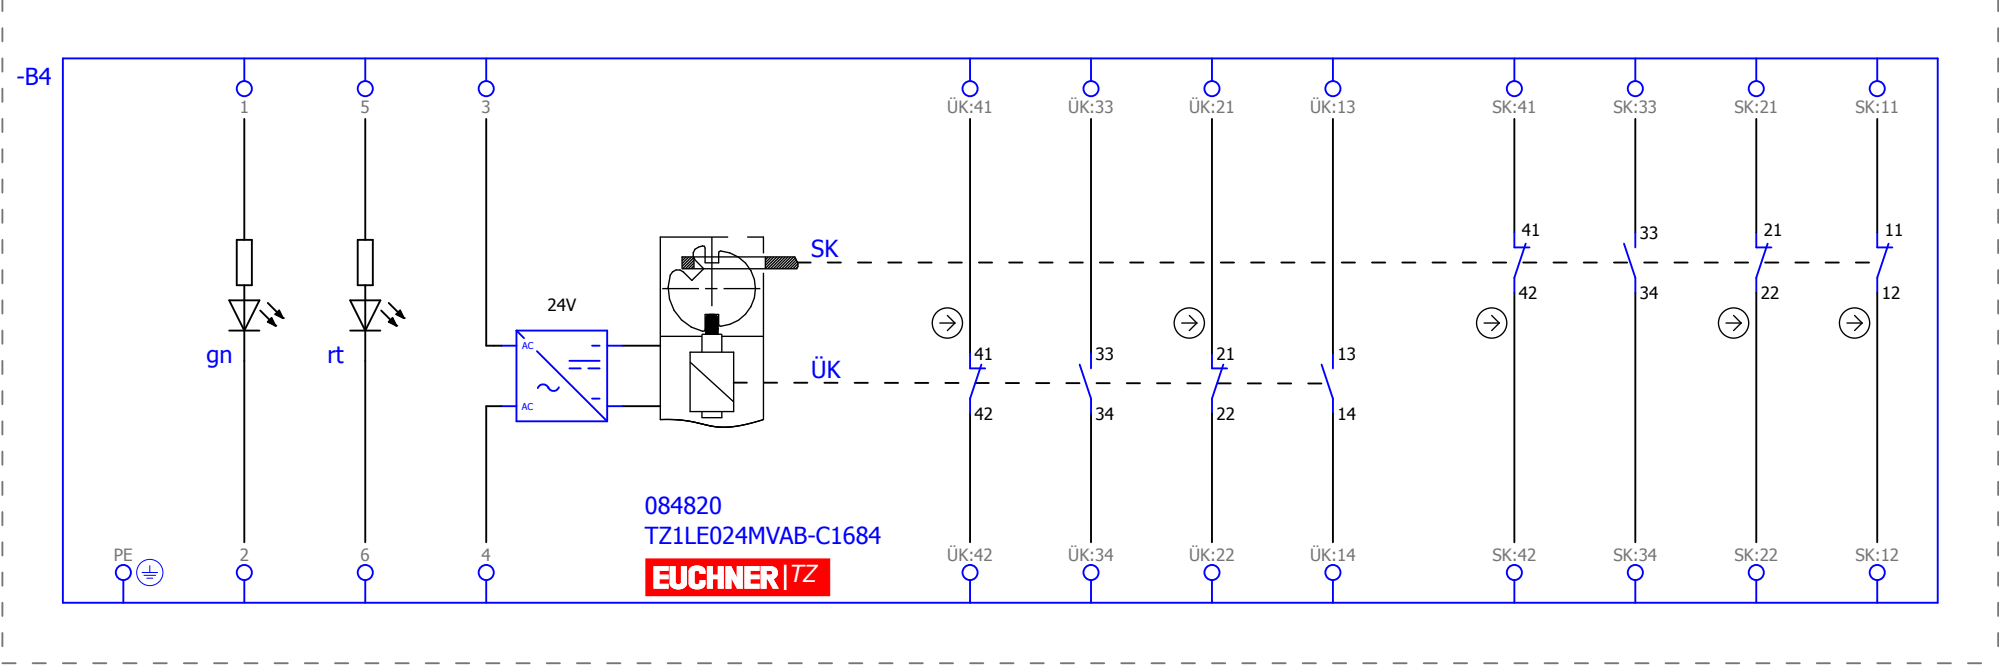 -B4
1 5 3 ÜK:41 ÜK:33 ÜK:21 ÜK:13 SK:41 SK:33 SK:21 SK:11
41 33 21 11
SK
42 34 22 12
24V
gn rt AC 41 33 21 13
ÜK
AC 42 34 22 14
084820
TZ1LE024MVAB-C1684
PE 2 6 4 ÜK:42 ÜK:34 ÜK:22 ÜK:14 SK:42 SK:34 SK:22 SK:12
EUCHNER|TZ